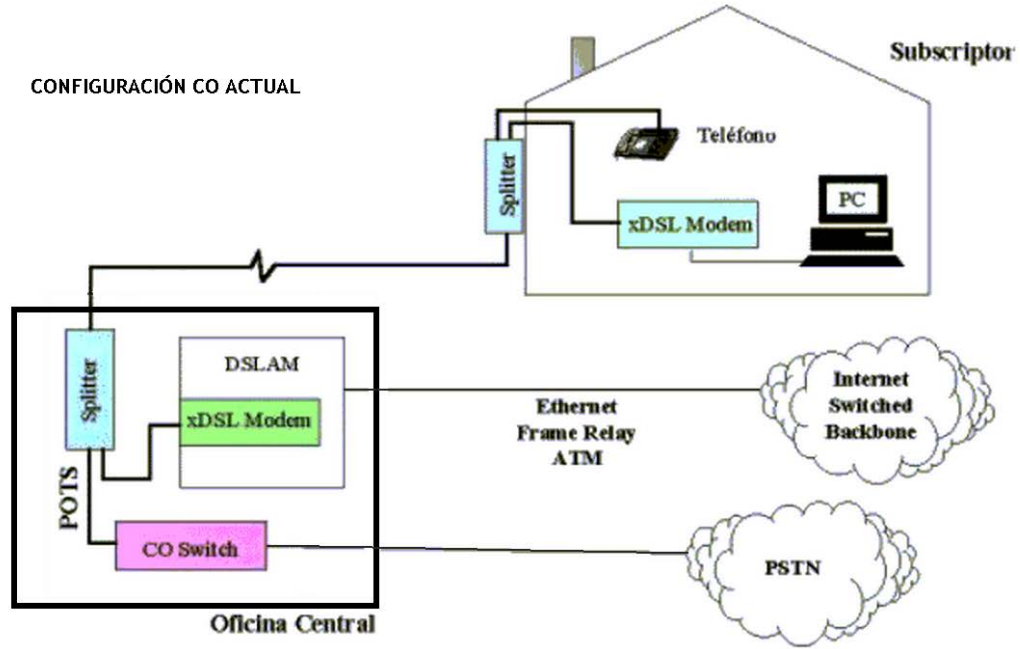 Subscriptor
CONFIGURACIÓN CO ACTUAL
Teléfono
Splitter
PC
xDSL Modem
Splitter
DSLAM
xDSL Modem
POTS
CO Switch
Oficina Central
Ethernet
Frame Relay
ATM
Internet
Switched
Backbone
PSTN